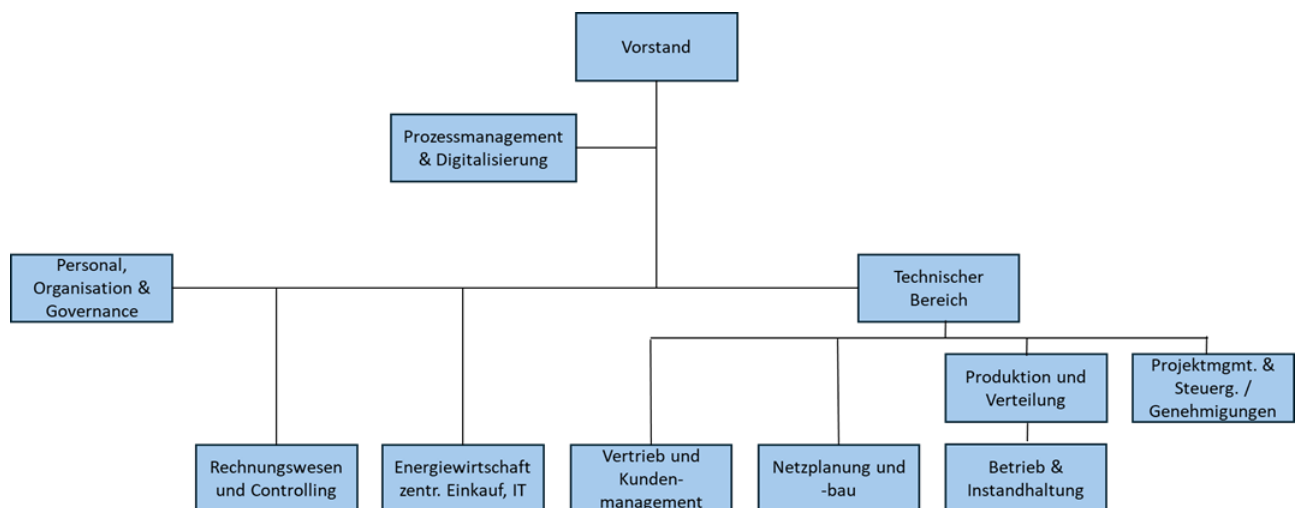 Vorstand
Prozessmanagement
& Digitalisierung
Personal,
Organisation &
Governance
Technischer
Bereich
Produktion und
Verteilung
Projektmgmt. &
Steuerg. /
Genehmigungen
Rechnungswesen
und Controlling
Energiewirtschaft
zentr. Einkauf, IT
Vertrieb und
Kunden-
management
Netzplanung und
-bau
Betrieb &
Instandhaltung